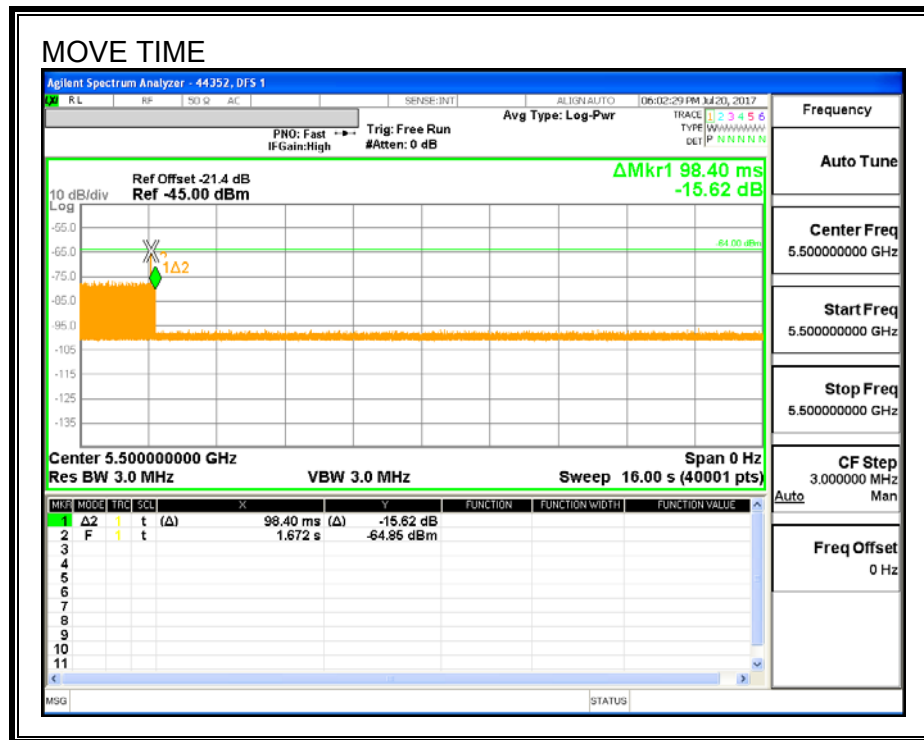 MOVE TIME
Agilent Spectrum Analyzer - 44352, DFS 1
LXI RL RF 50 Ω AC SENSE:INT ALIGNAUTO 06:02:29 PM Jul 20, 2017
Frequency
PNO: Fast
IFGain:High
Trig: Free Run
#Atten: 0 dB
Avg Type: Log-Pwr
TRACE 1 2 3 4 5 6
TYPE WWWWWWW
DET P N N N N N
Auto Tune
ΔMkr1 98.40 ms
-15.62 dB
Ref Offset -21.4 dB
10 dB/div Ref -45.00 dBm
Log
-55.0
-65.0
-75.0
-85.0
-95.0
-105
-115
-125
-135
-64.00 dBm
1Δ2
Center Freq
5.500000000 GHz
Start Freq
5.500000000 GHz
Stop Freq
5.500000000 GHz
Center 5.500000000 GHz Span 0 Hz
Res BW 3.0 MHz VBW 3.0 MHz Sweep 16.00 s (40001 pts)
CF Step
3.000000 MHz
Auto Man
MKR MODE TRC SCL X Y FUNCTION FUNCTION WIDTH FUNCTION VALUE
1 Δ2 1 t (Δ) 98.40 ms (Δ) -15.62 dB
2 F 1 t 1.672 s -64.85 dBm
3
4
5
6
7
8
9
10
11
Freq Offset
0 Hz
MSG STATUS